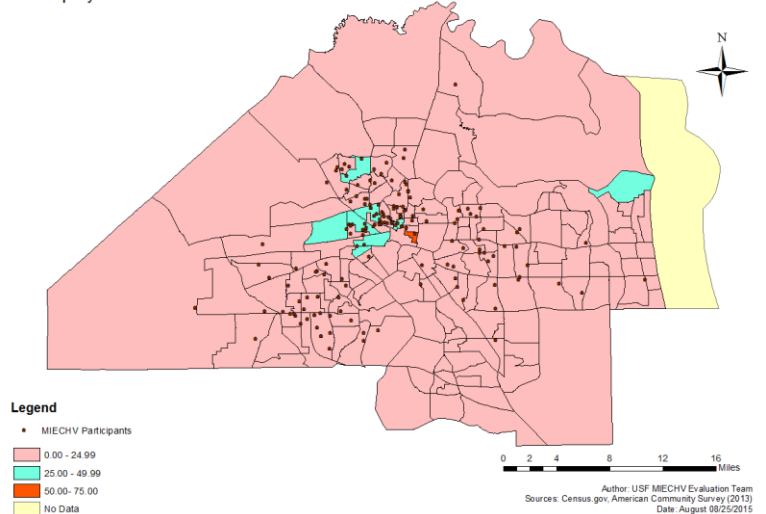 N
Legend
MIECHV Participants
0.00 - 24.99
25.00 - 49.99
50.00- 75.00
No Data
0 2 4 8 12 16
Miles
Author: USF MIECHV Evaluation Team
Sources: Census.gov, American Community Survey (2013)
Date: August 08/25/2015